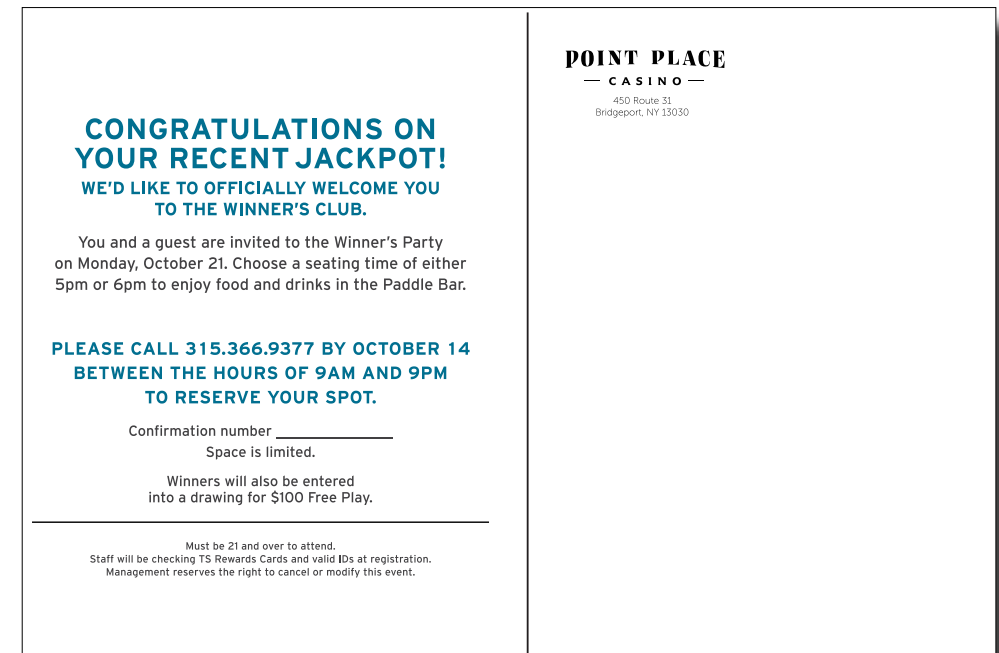 CONGRATULATIONS ON
YOUR RECENT JACKPOT!
WE'D LIKE TO OFFICIALLY WELCOME YOU
TO THE WINNER'S CLUB.
You and a guest are invited to the Winner's Party
on Monday, October 21. Choose a seating time of either
5pm or 6pm to enjoy food and drinks in the Paddle Bar.
PLEASE CALL 315.366.9377 BY OCTOBER 14
BETWEEN THE HOURS OF 9AM AND 9PM
TO RESERVE YOUR SPOT.
Confirmation number ____________
Space is limited.
Winners will also be entered
into a drawing for $100 Free Play.
Must be 21 and over to attend.
Staff will be checking TS Rewards Cards and valid IDs at registration.
Management reserves the right to cancel or modify this event.
POINT PLACE
CASINO
450 Route 31
Bridgeport, NY 13030